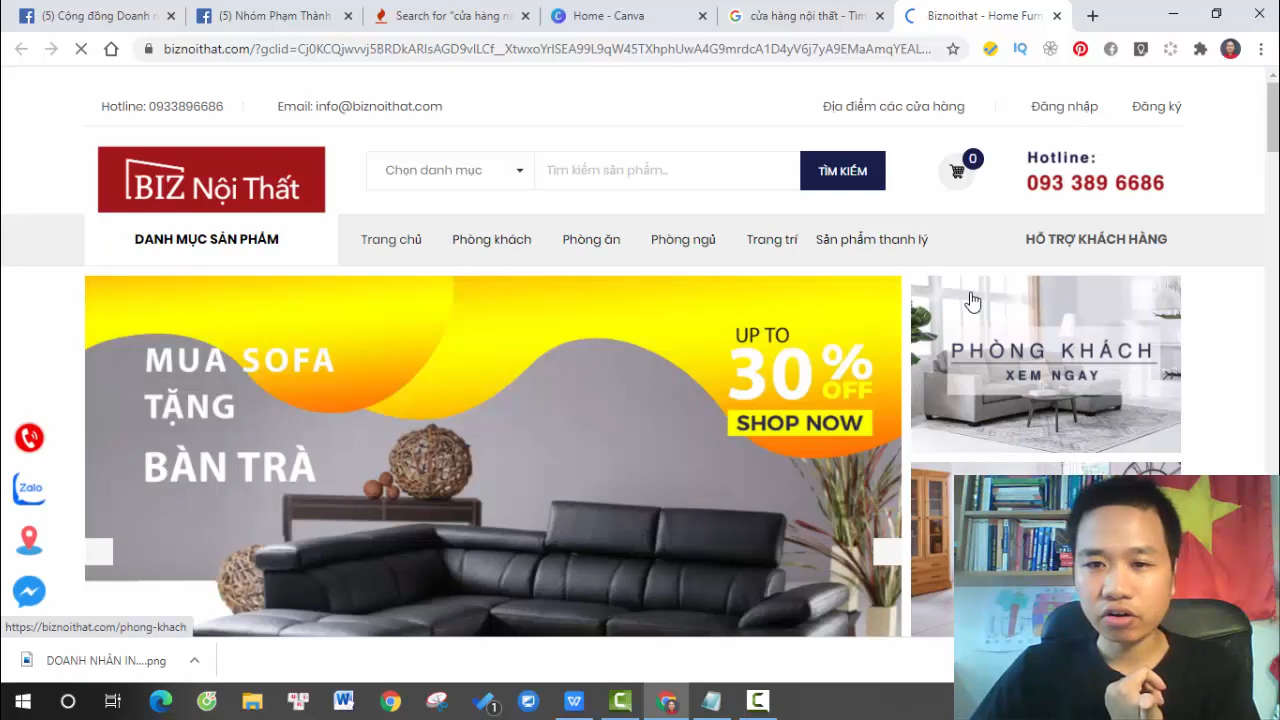 (5) Cộng đồng Doanh n
(5) Nhóm Phạm Thành
Search for "cửa hàng nộ
Home - Canva
cửa hàng nội thất - Tìm
Biznoithat - Home Furn
biznoithat.com/?gclid=Cj0KCQjwvvj5BRDkARIsAGD9vlLCf__XtwxoYrlSEA99L9qW45TXhphUwA4G9mrdcA1D4yV6j7yA9EMaAmqYEAL...
Hotline: 0933896686
Email: info@biznoithat.com
Địa điểm các cửa hàng
Đăng nhập
Đăng ký
BIZ Nội Thất
Chọn danh mục
Tìm kiếm sản phẩm...
TÌM KIẾM
0
Hotline:
093 389 6686
DANH MỤC SẢN PHẨM
Trang chủ
Phòng khách
Phòng ăn
Phòng ngủ
Trang trí
Sản phẩm thanh lý
HỖ TRỢ KHÁCH HÀNG
MUA SOFA
TẶNG
BÀN TRÀ
UP TO
30%
OFF
SHOP NOW
PHÒNG KHÁCH
XEM NGAY
Zalo
https://biznoithat.com/phong-khach
DOANH NHÂN IN....png
1